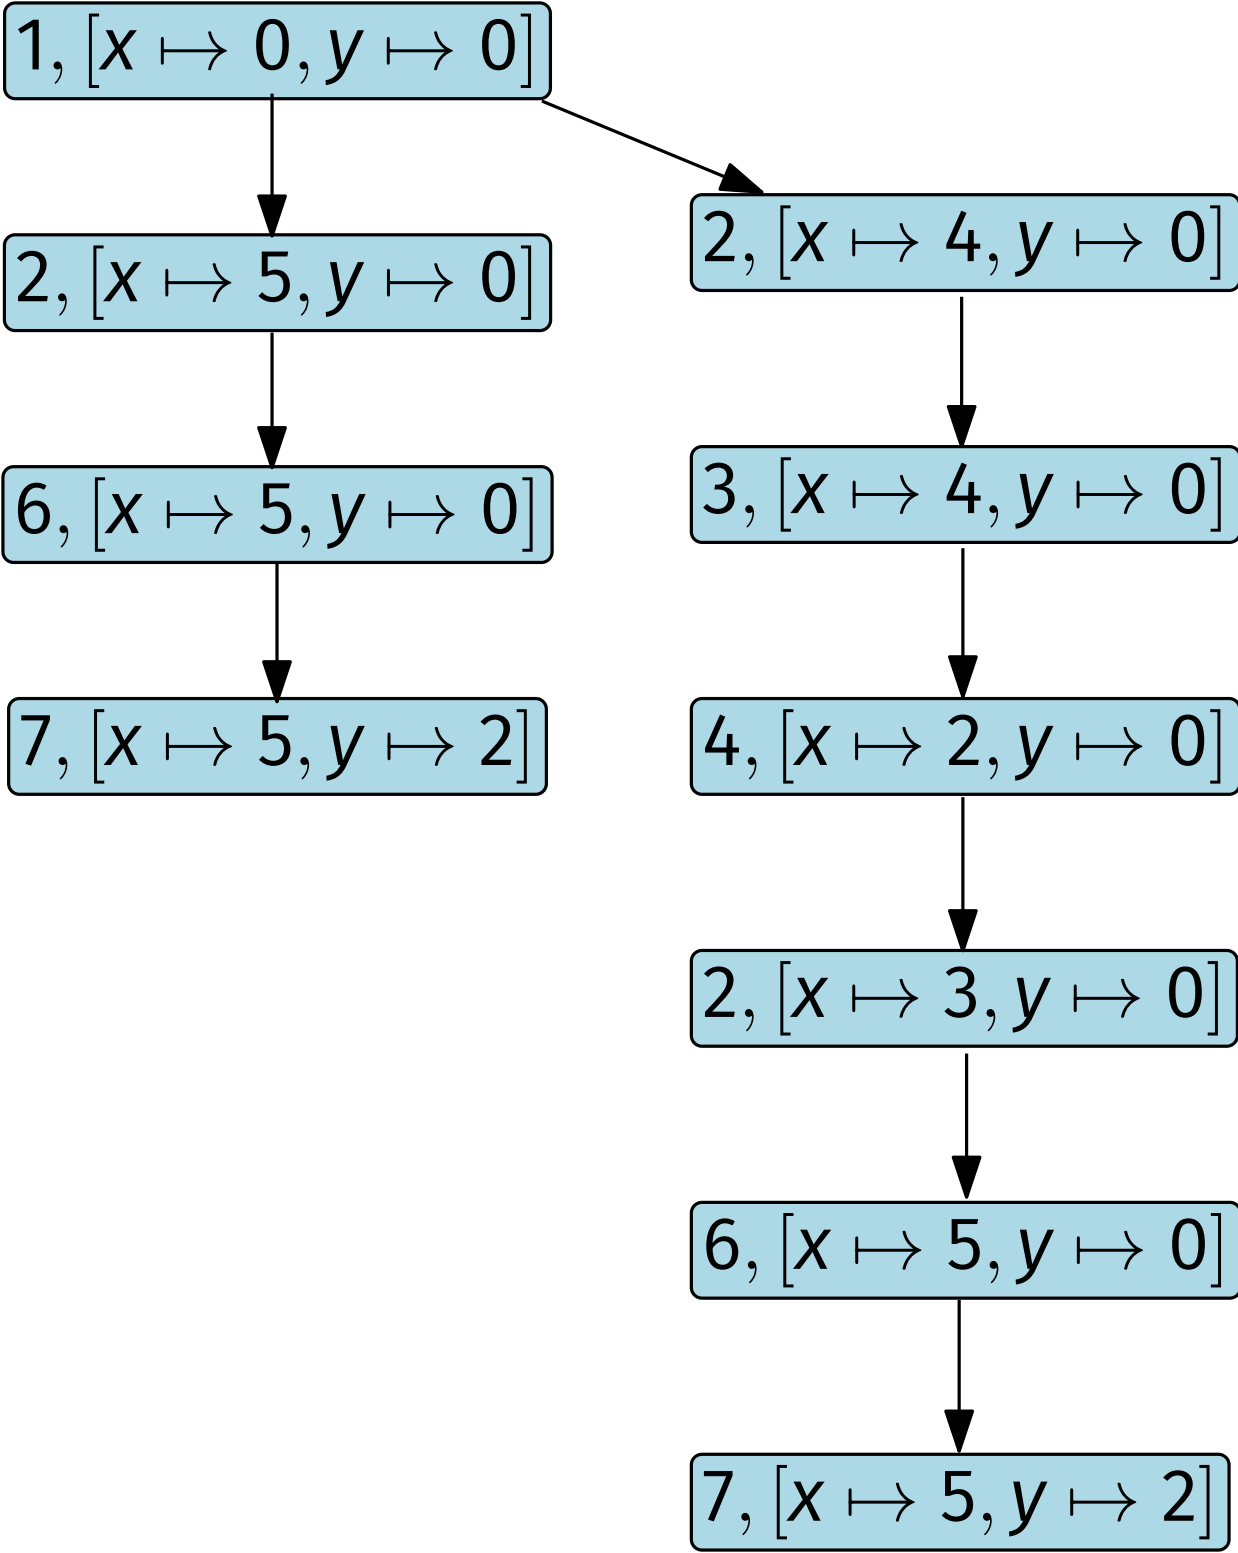 1, [x ↦ 0, y ↦ 0]
2, [x ↦ 5, y ↦ 0]
6, [x ↦ 5, y ↦ 0]
7, [x ↦ 5, y ↦ 2]
2, [x ↦ 4, y ↦ 0]
3, [x ↦ 4, y ↦ 0]
4, [x ↦ 2, y ↦ 0]
2, [x ↦ 3, y ↦ 0]
6, [x ↦ 5, y ↦ 0]
7, [x ↦ 5, y ↦ 2]